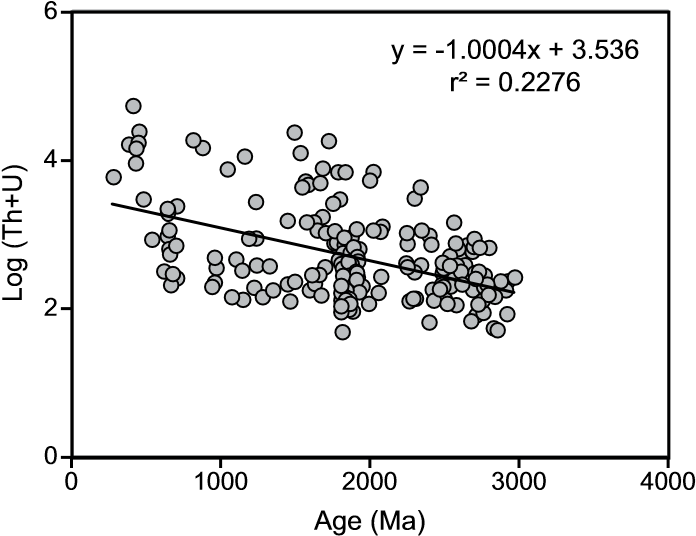 6
y = -1.0004x + 3.536
r² = 0.2276
4
Log (Th+U)
2
0
0 1000 2000 3000 4000
Age (Ma)